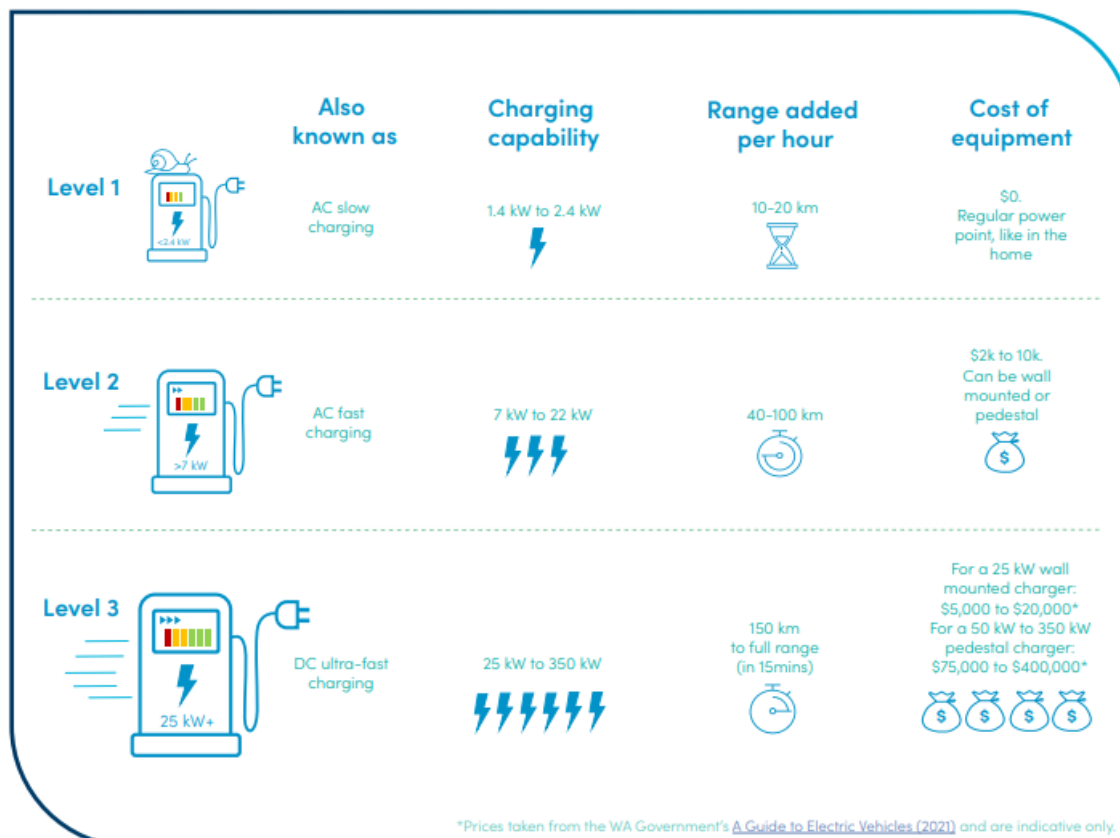 Also
known as
Charging
capability
Range added
per hour
Cost of
equipment
Level 1
<2.4 kW
AC slow
charging
1.4 kW to 2.4 kW
10-20 km
$0.
Regular power
point, like in the
home
Level 2
>7 kW
AC fast
charging
7 kW to 22 kW
40-100 km
$2k to 10k.
Can be wall
mounted or
pedestal
$
Level 3
25 kW+
DC ultra-fast
charging
25 kW to 350 kW
150 km
to full range
(in 15mins)
For a 25 kW wall
mounted charger:
$5,000 to $20,000*
For a 50 kW to 350 kW
pedestal charger:
$75,000 to $400,000*
$ $ $ $
*Prices taken from the WA Government's A Guide to Electric Vehicles (2021) and are indicative only.